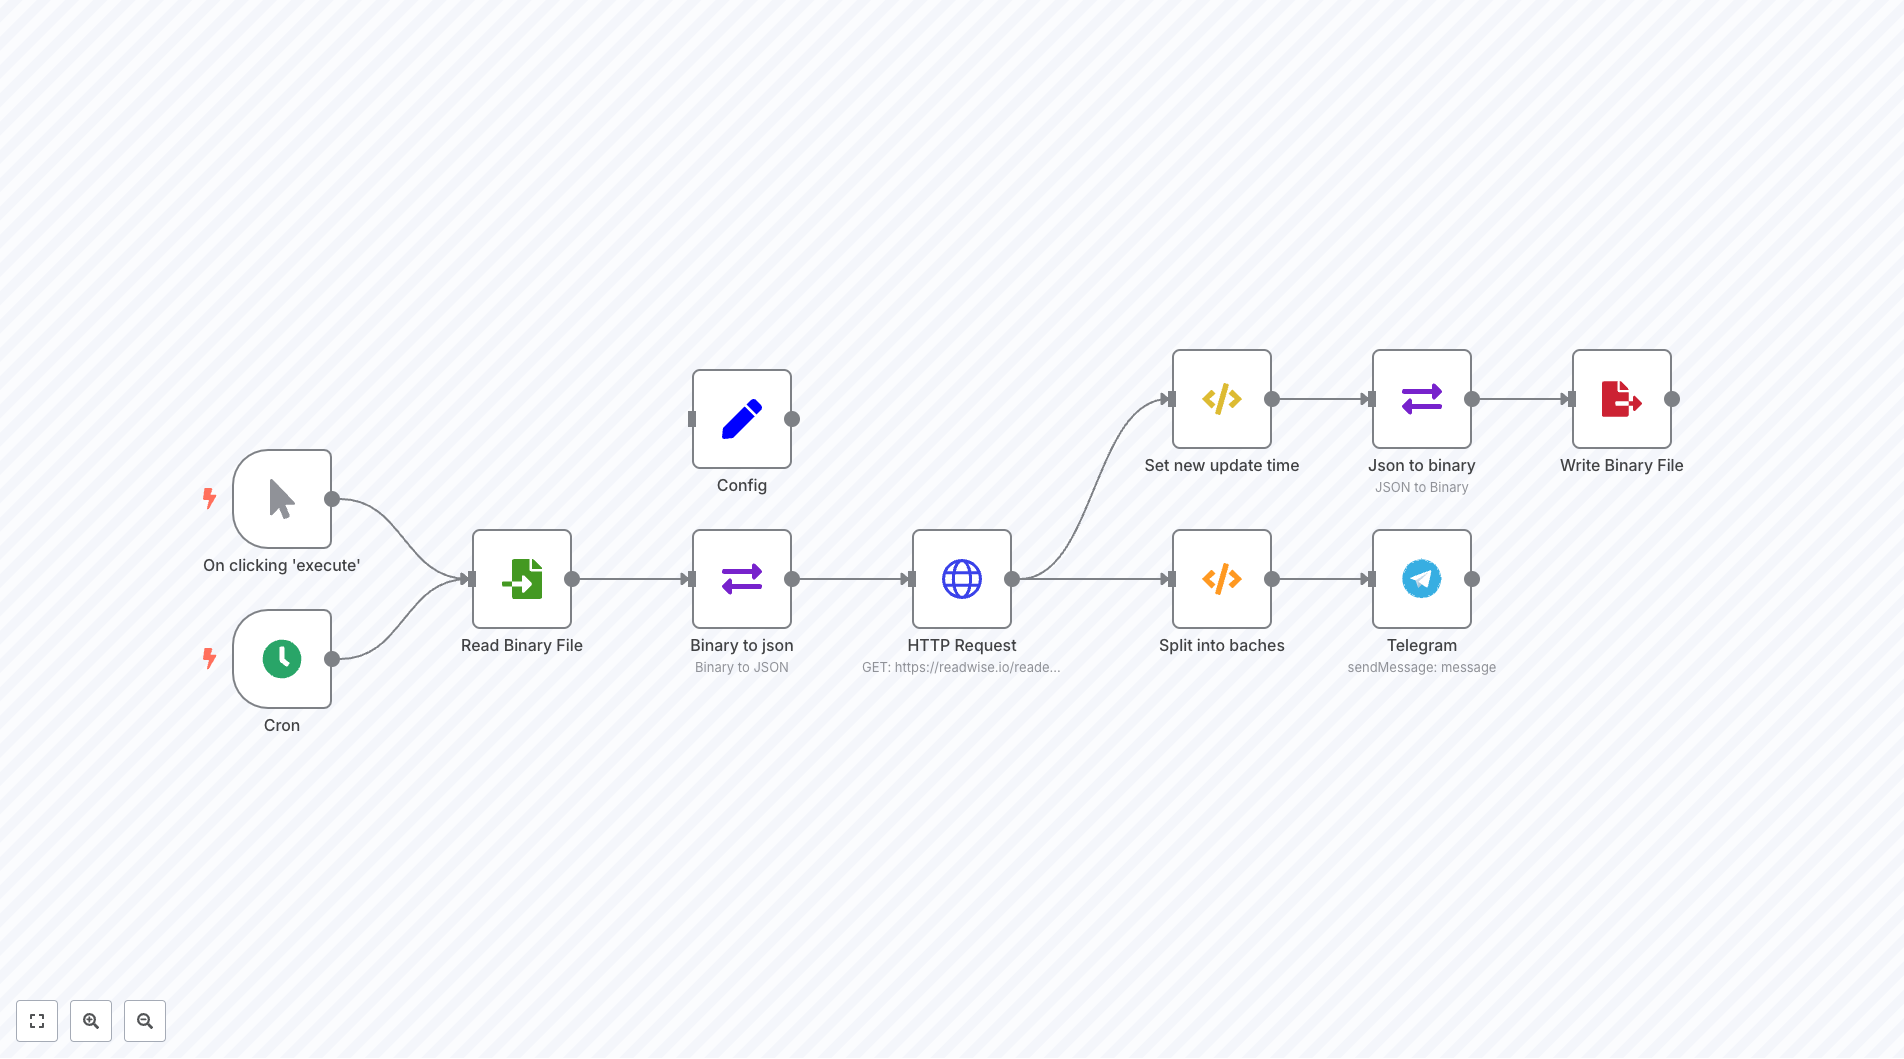 Config
On clicking 'execute'
Cron
Read Binary File
Binary to json
Binary to JSON
HTTP Request
GET: https://readwise.io/reade...
Set new update time
Json to binary
JSON to Binary
Write Binary File
Split into baches
Telegram
sendMessage: message